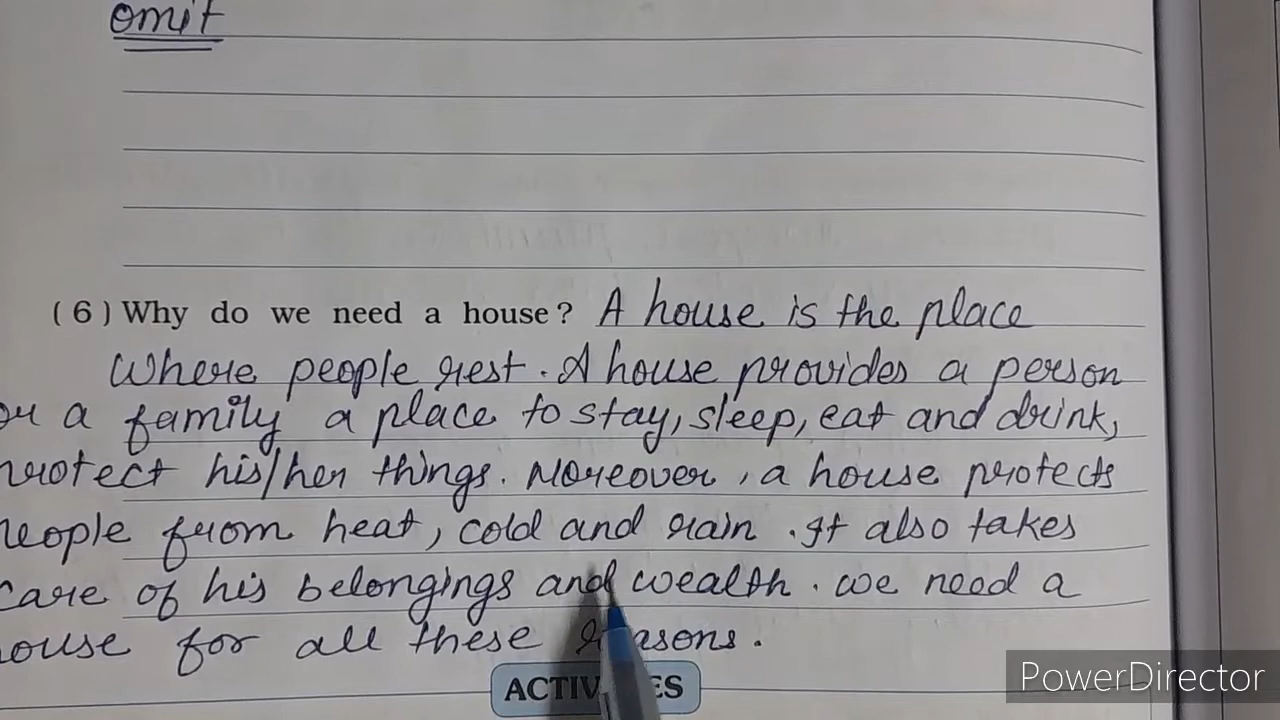 omit
(6) Why do we need a house? A house is the place
where people rest. A house provides a person
or a family a place to stay, sleep, eat and drink,
protect his/her things. Moreover, a house protects
people from heat, cold and rain. It also takes
care of his belongings and wealth. we need a
house for all these reasons.
ACTIVITIES
PowerDirector